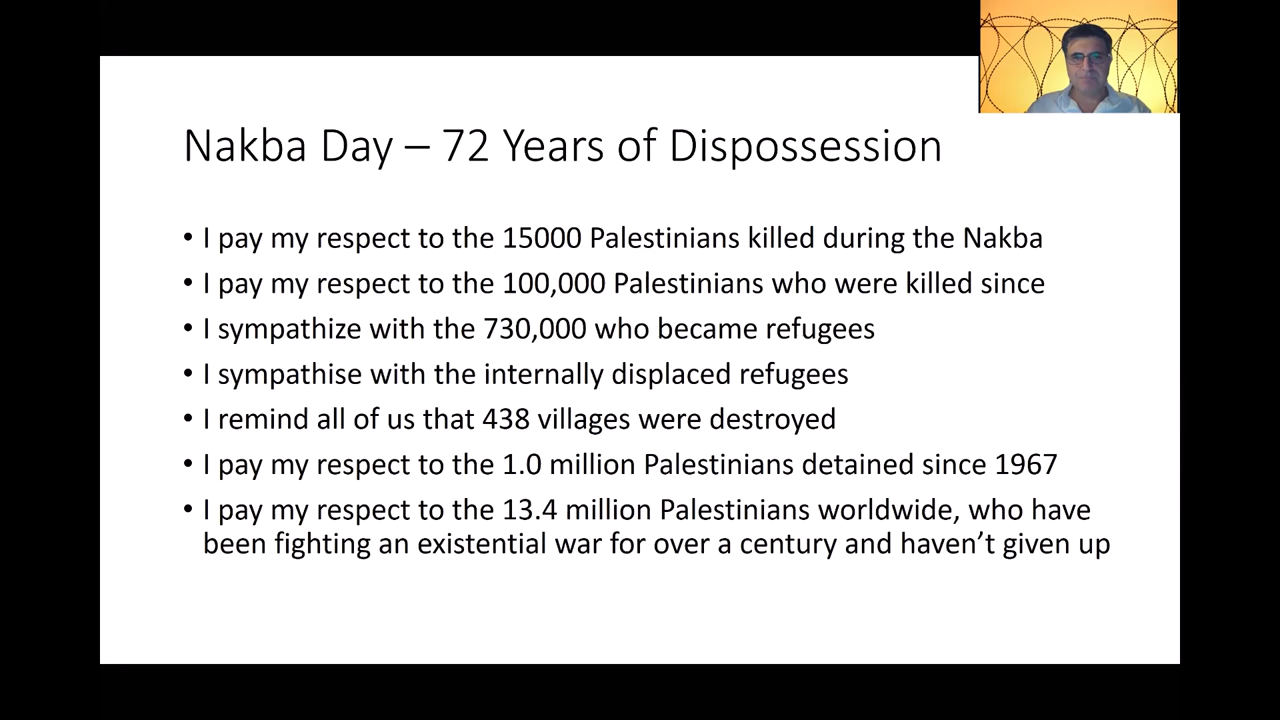 Nakba Day – 72 Years of Dispossession
• I pay my respect to the 15000 Palestinians killed during the Nakba
• I pay my respect to the 100,000 Palestinians who were killed since
• I sympathize with the 730,000 who became refugees
• I sympathise with the internally displaced refugees
• I remind all of us that 438 villages were destroyed
• I pay my respect to the 1.0 million Palestinians detained since 1967
• I pay my respect to the 13.4 million Palestinians worldwide, who have
been fighting an existential war for over a century and haven’t given up